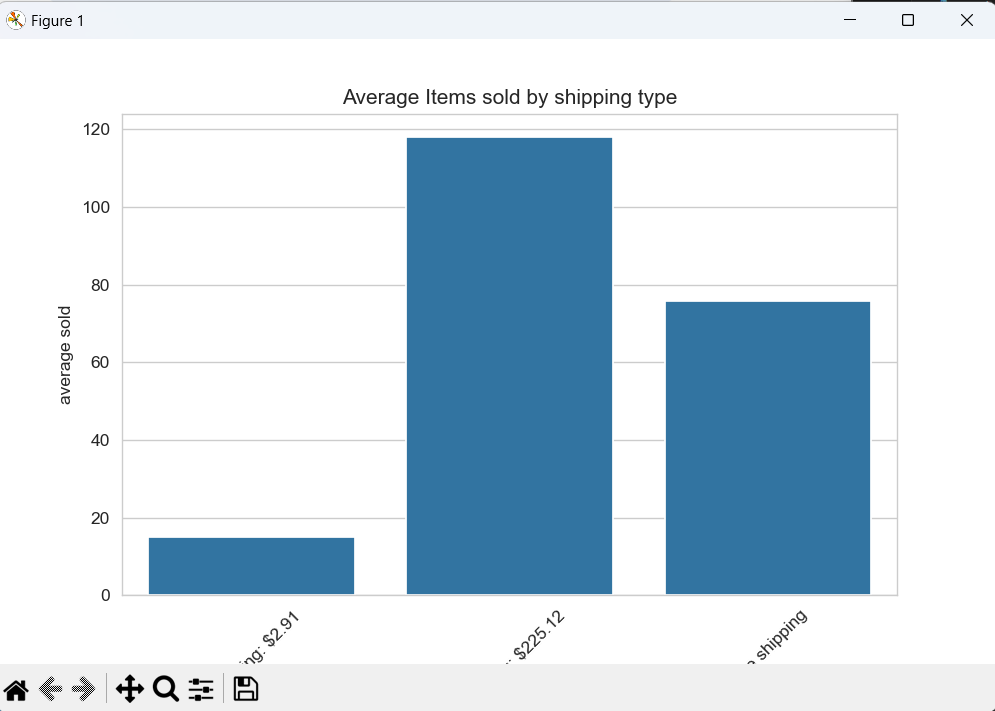 Figure 1
Average Items sold by shipping type
average sold
120
100
80
60
40
20
0
ng: $2.91
: $225.12
e shipping